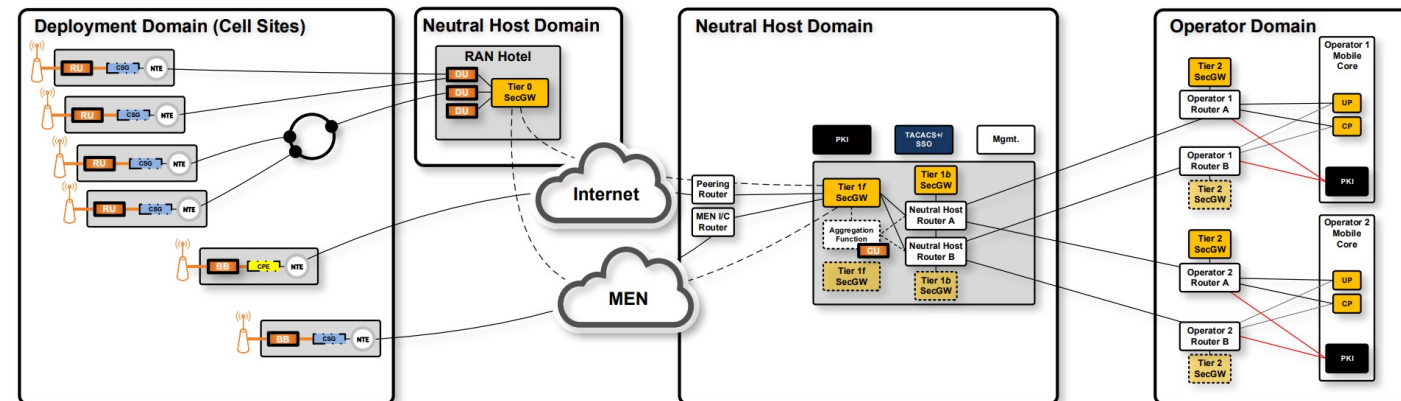 Deployment Domain (Cell Sites)
RU
CSG
NTE
RU
CSG
NTE
RU
CSG
NTE
RU
CSG
NTE
BB
CPE
NTE
BB
CSG
NTE
Neutral Host Domain
RAN Hotel
DU
DU
DU
Tier 0
SecGW
Internet
MEN
Neutral Host Domain
Peering
Router
MEN I/C
Router
PKI
TACACS+/
SSO
Mgmt.
Tier 1f
SecGW
Tier 1b
SecGW
Neutral Host
Router A
Aggregation
Function
CU
Neutral Host
Router B
Tier 1f
SecGW
Tier 1b
SecGW
Operator Domain
Tier 2
SecGW
Operator 1
Router A
Operator 1
Router B
Tier 2
SecGW
Operator 1
Mobile
Core
UP
CP
PKI
Tier 2
SecGW
Operator 2
Router A
Operator 2
Router B
Tier 2
SecGW
Operator 2
Mobile
Core
UP
CP
PKI